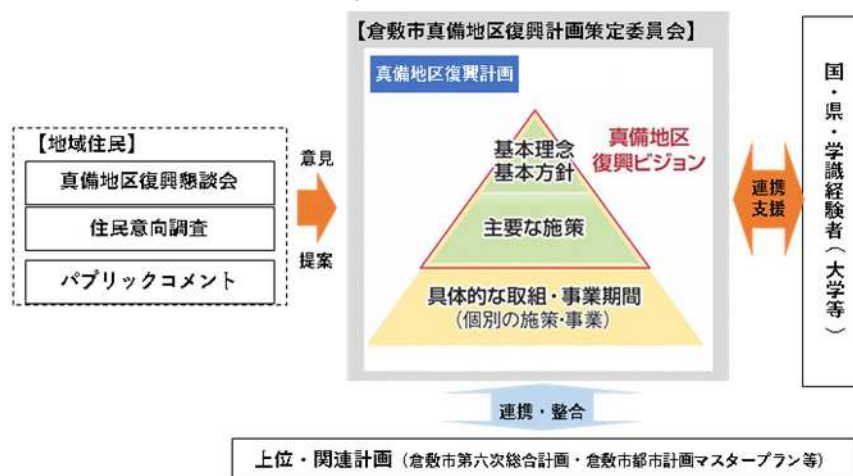 【倉敷市真備地区復興計画策定委員会】
真備地区復興計画
基本理念
基本方針
真備地区
復興ビジョン
主要な施策
具体的な取組・事業期間
(個別の施策・事業)
【地域住民】
真備地区復興懇談会
住民意向調査
パブリックコメント
意見
提案
連携
支援
国・県・学識経験者(大学等)
連携・整合
上位・関連計画(倉敷市第六次総合計画・倉敷市都市計画マスタープラン等)